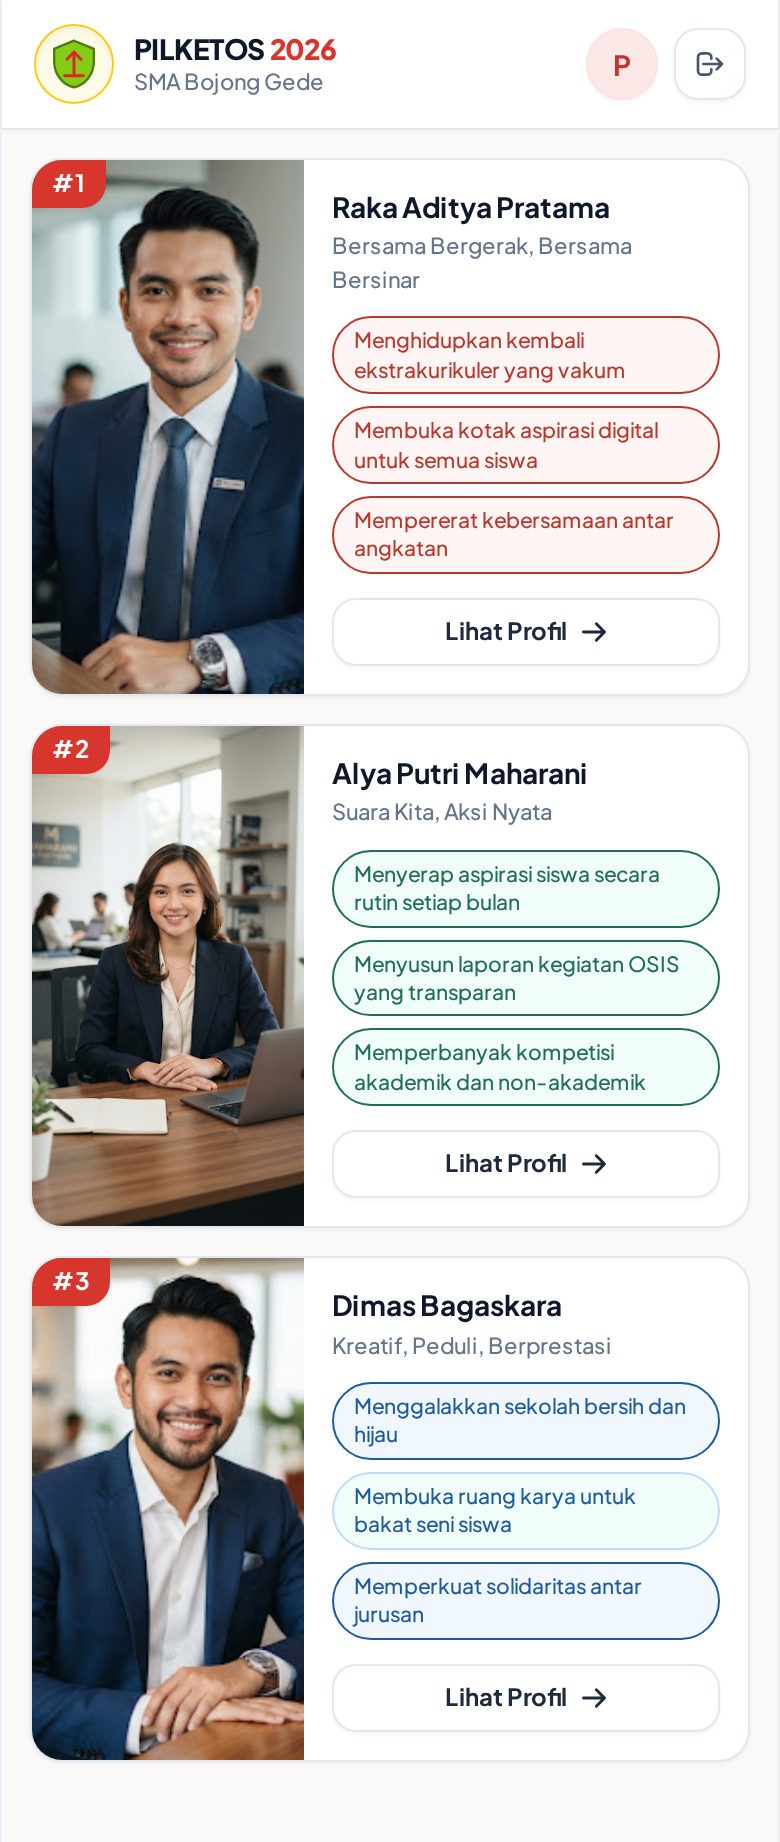 PILKETOS 2026
SMA Bojong Gede
P
#1
Raka Aditya Pratama
Bersama Bergerak, Bersama
Bersinar
Menghidupkan kembali
ekstrakurikuler yang vakum
Membuka kotak aspirasi digital
untuk semua siswa
Mempererat kebersamaan antar
angkatan
Lihat Profil →
#2
Alya Putri Maharani
Suara Kita, Aksi Nyata
Menyerap aspirasi siswa secara
rutin setiap bulan
Menyusun laporan kegiatan OSIS
yang transparan
Memperbanyak kompetisi
akademik dan non-akademik
Lihat Profil →
#3
Dimas Bagaskara
Kreatif, Peduli, Berprestasi
Menggalakkan sekolah bersih dan
hijau
Membuka ruang karya untuk
bakat seni siswa
Memperkuat solidaritas antar
jurusan
Lihat Profil →